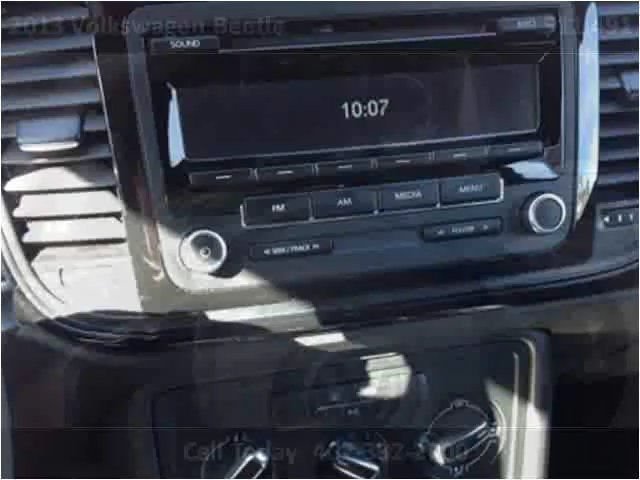 2013 Volkswagen Beetle
SOUND
10:07
FM AM MEDIA MENU
SEEK / TRACK
FOLDER
Call Today